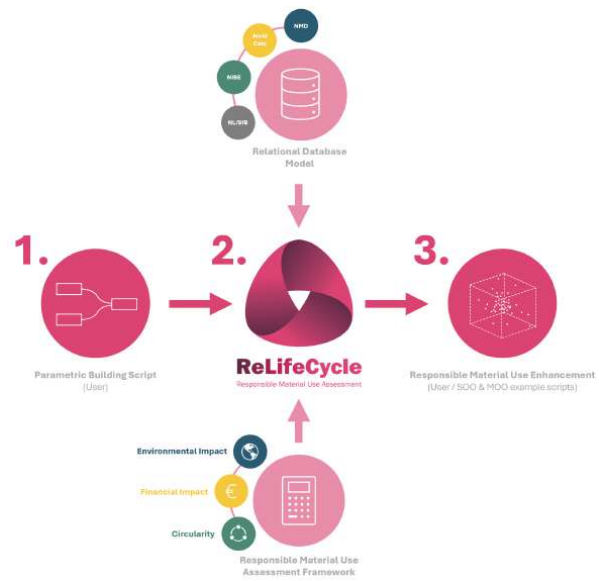 NMD
NIBE
NL/SfB
Relational Database
Model
1.
2.
3.
ReLifeCycle
Responsible Material Use Assessment
Parametric Building Script
(User)
Responsible Material Use Enhancement
(User / SOO & MOO example scripts)
Environmental Impact
Financial Impact
€
Circularity
Responsible Material Use
Assessment Framework